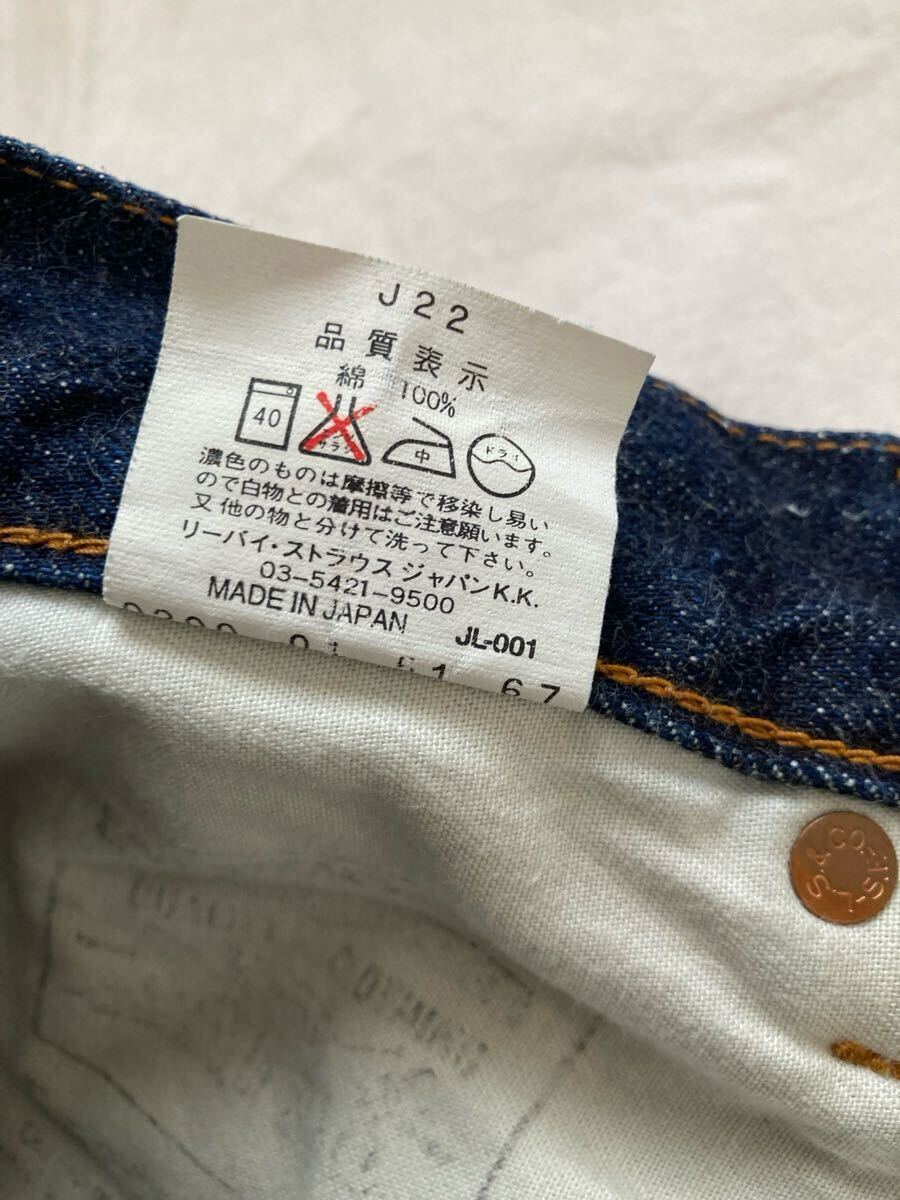 J22
品質表示
綿 100%
40 サラシ 中 ドライ
濃色のものは摩擦等で移染し易い
ので白物との着用はご注意願います。
又他の物と分けて洗って下さい。
リーバイ・ストラウス ジャパンK.K.
03-5421-9500
MADE IN JAPAN JL-001
67
L.S.&CO-I.S-